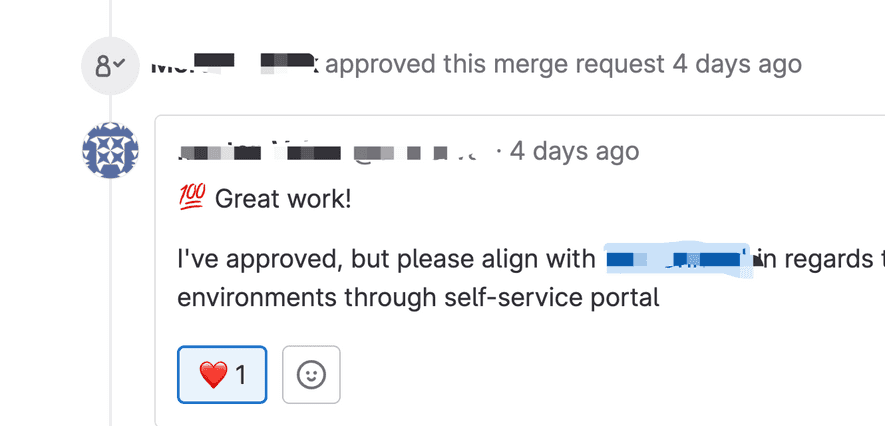 approved this merge request 4 days ago
· 4 days ago
💯 Great work!
I've approved, but please align with in regards
environments through self-service portal
❤️ 1